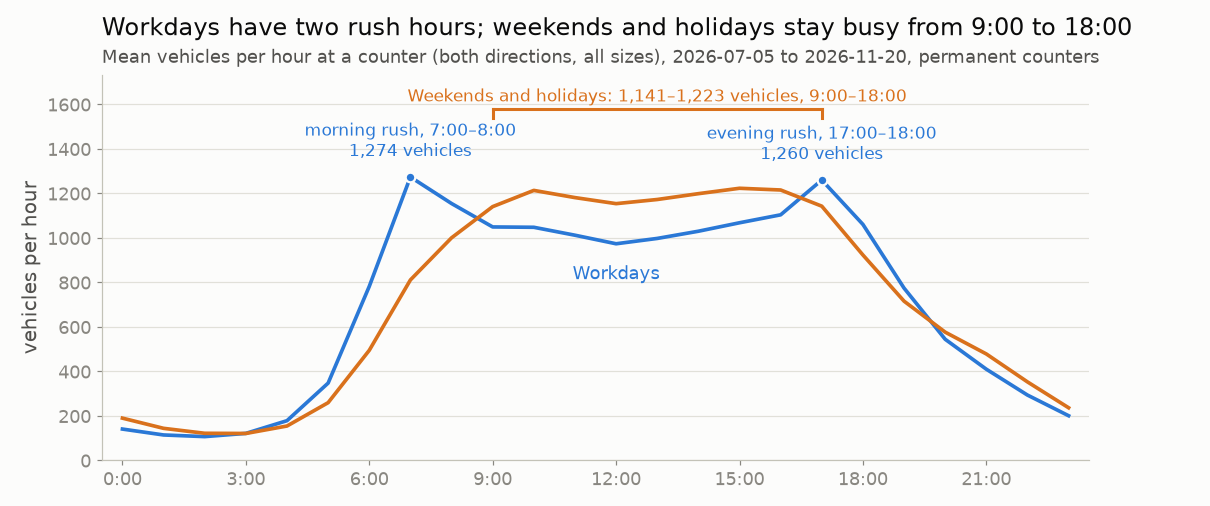 Workdays have two rush hours; weekends and holidays stay busy from 9:00 to 18:00
Mean vehicles per hour at a counter (both directions, all sizes), 2026-07-05 to 2026-11-20, permanent counters
vehicles per hour
1600
1400
1200
1000
800
600
400
200
0
Weekends and holidays: 1,141–1,223 vehicles, 9:00–18:00
morning rush, 7:00–8:00
1,274 vehicles
evening rush, 17:00–18:00
1,260 vehicles
Workdays
0:00 3:00 6:00 9:00 12:00 15:00 18:00 21:00